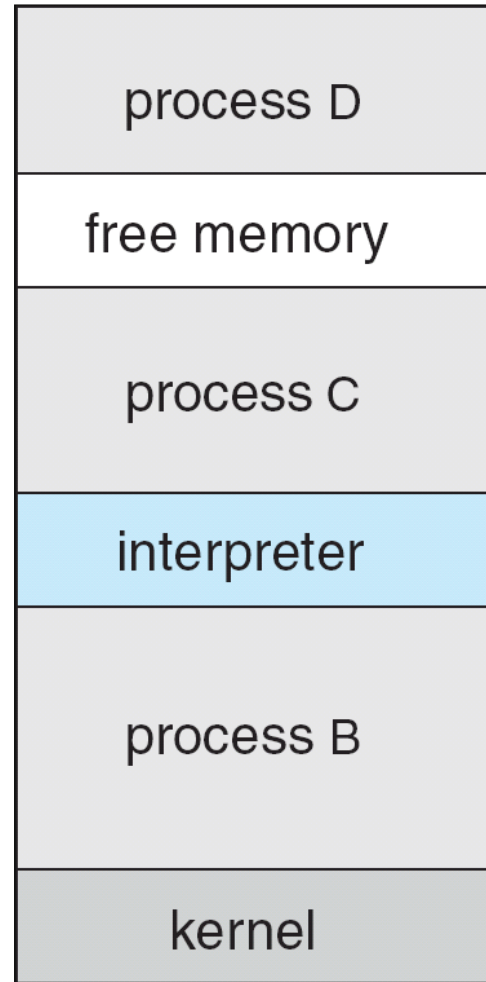 process D
free memory
process C
interpreter
process B
kernel